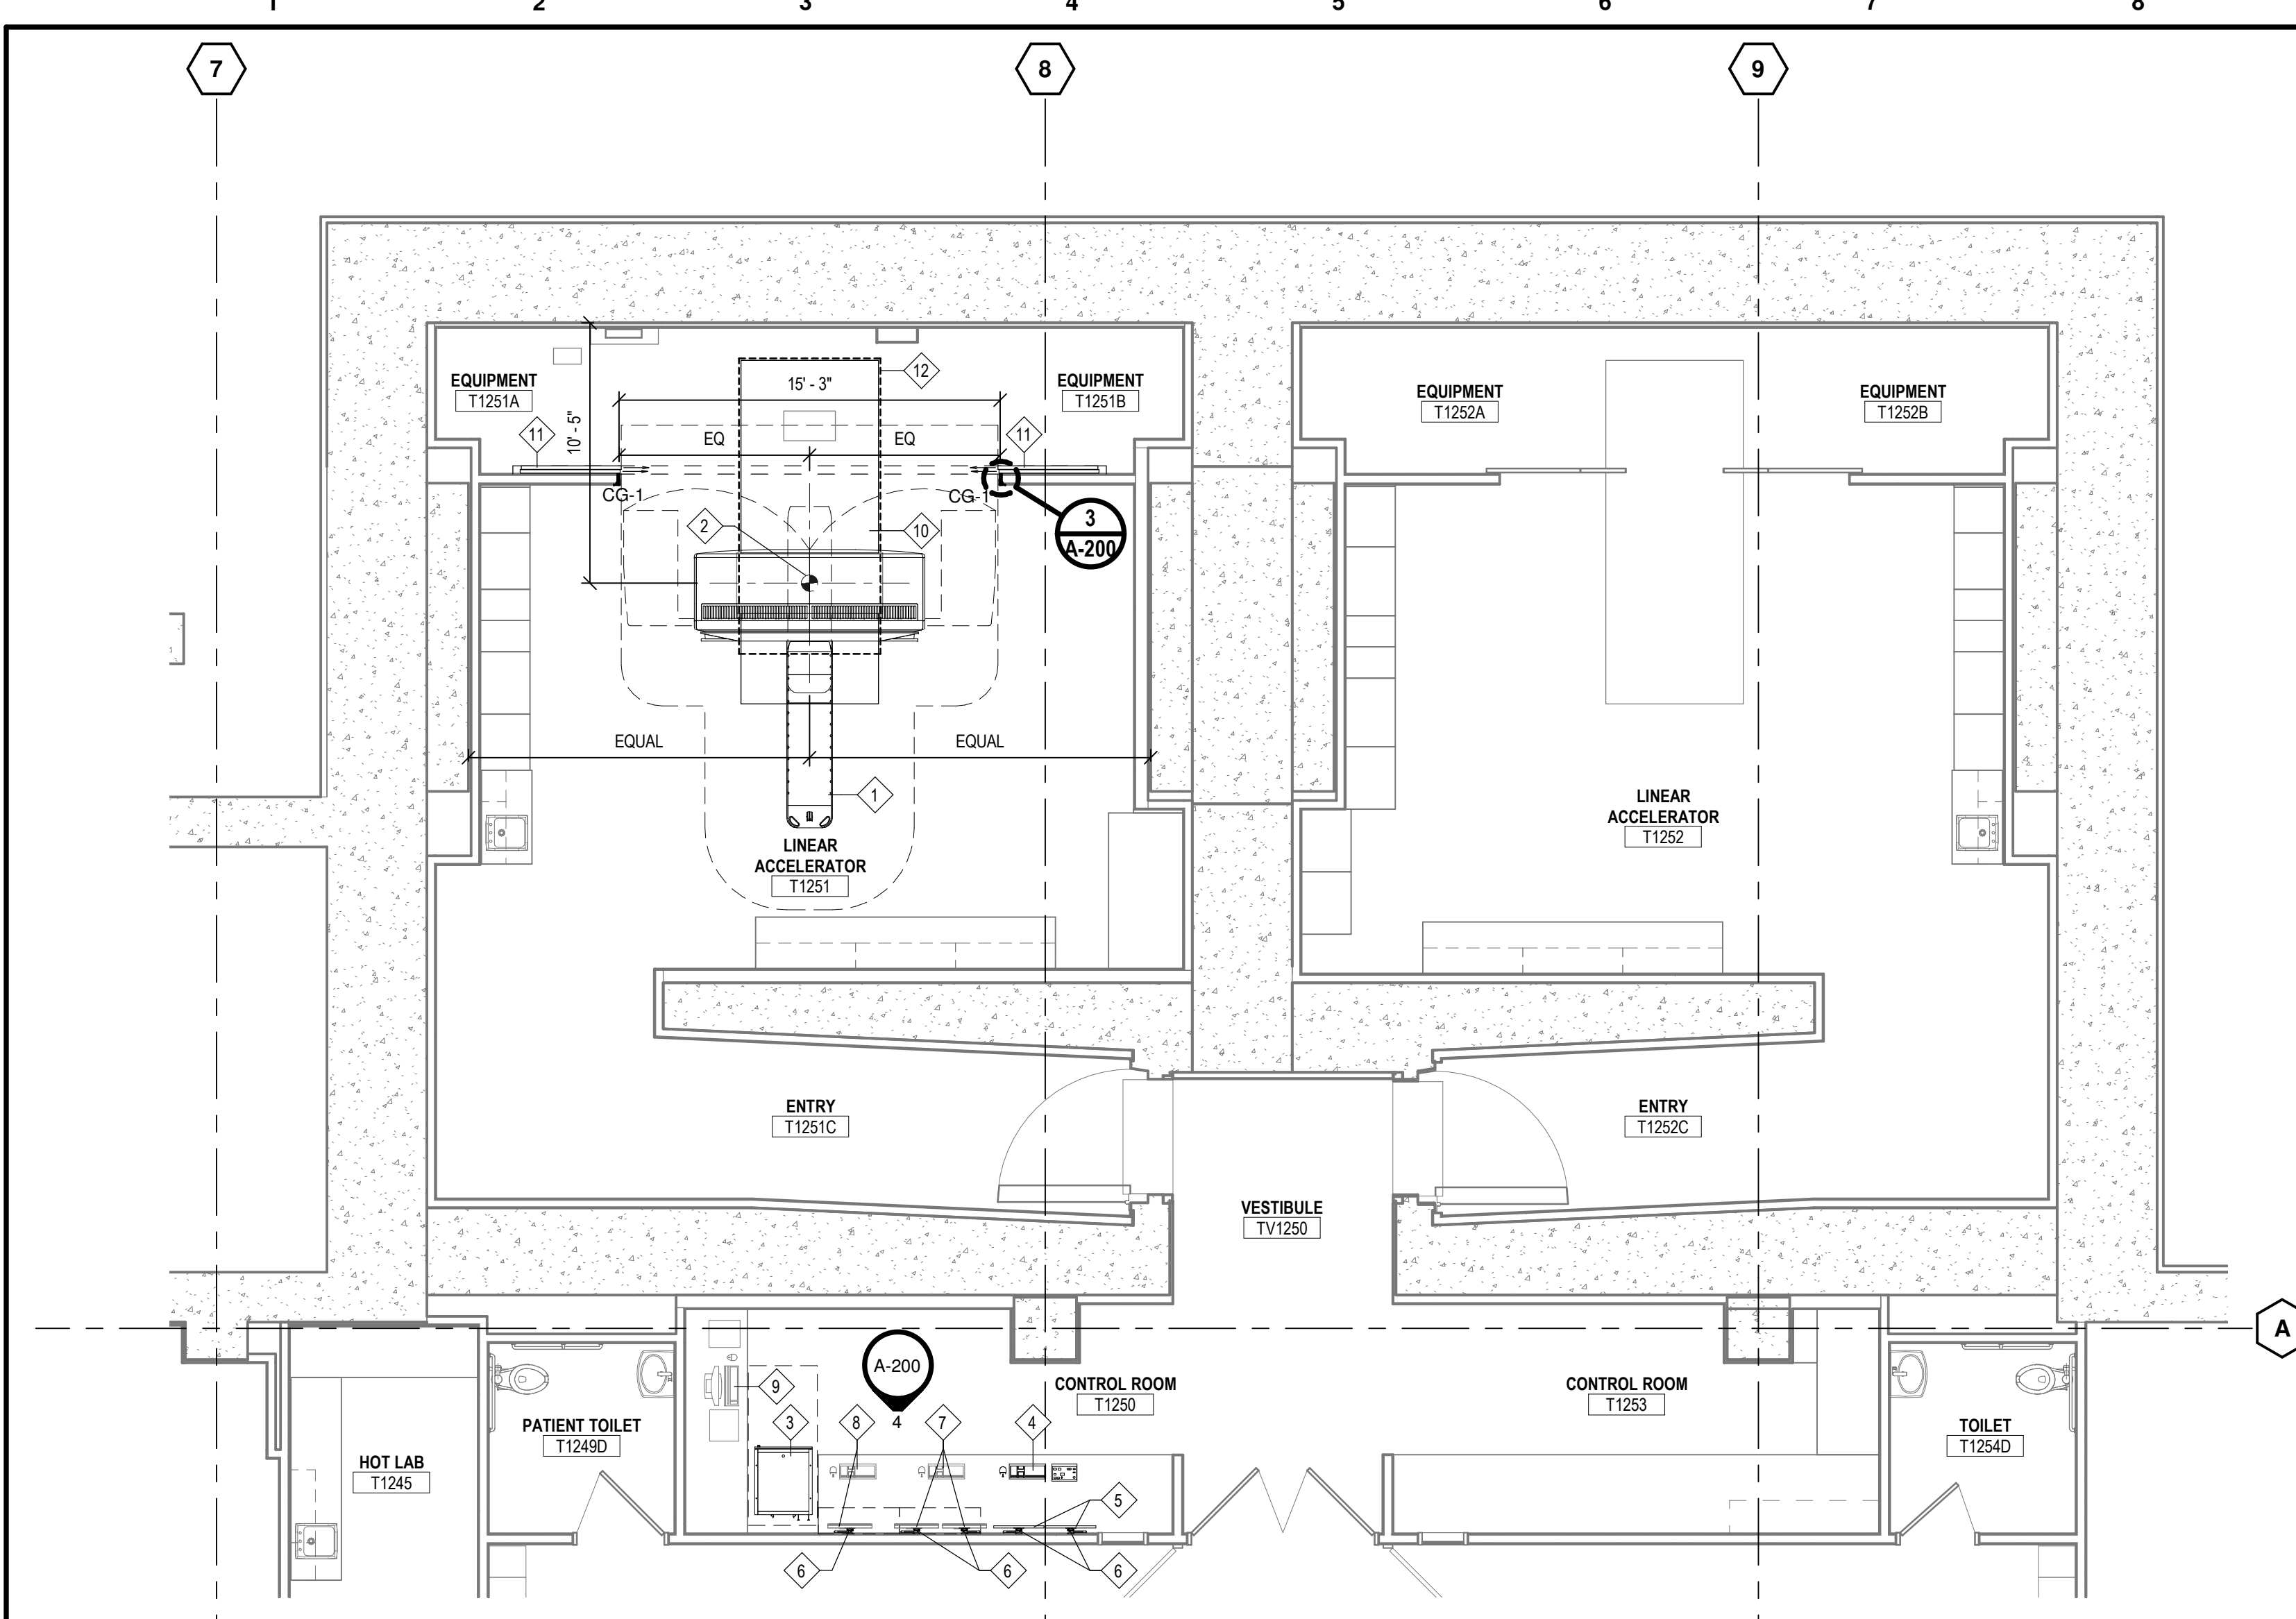 1 2 3 4 5 6 7 8
7 8 9
12
15' - 3"
EQUIPMENT
T1251A
EQUIPMENT
T1251B
EQUIPMENT
T1252A
EQUIPMENT
T1252B
10' - 5"
11
EQ
EQ
11
CG-1
CG-1
2
10
3
A-200
EQUAL
EQUAL
1
LINEAR
ACCELERATOR
T1251
LINEAR
ACCELERATOR
T1252
ENTRY
T1251C
ENTRY
T1252C
VESTIBULE
TV1250
A
A-200
4
9
CONTROL ROOM
T1250
CONTROL ROOM
T1253
3
8
7
4
PATIENT TOILET
T1249D
TOILET
T1254D
HOT LAB
T1245
5
6
6
6